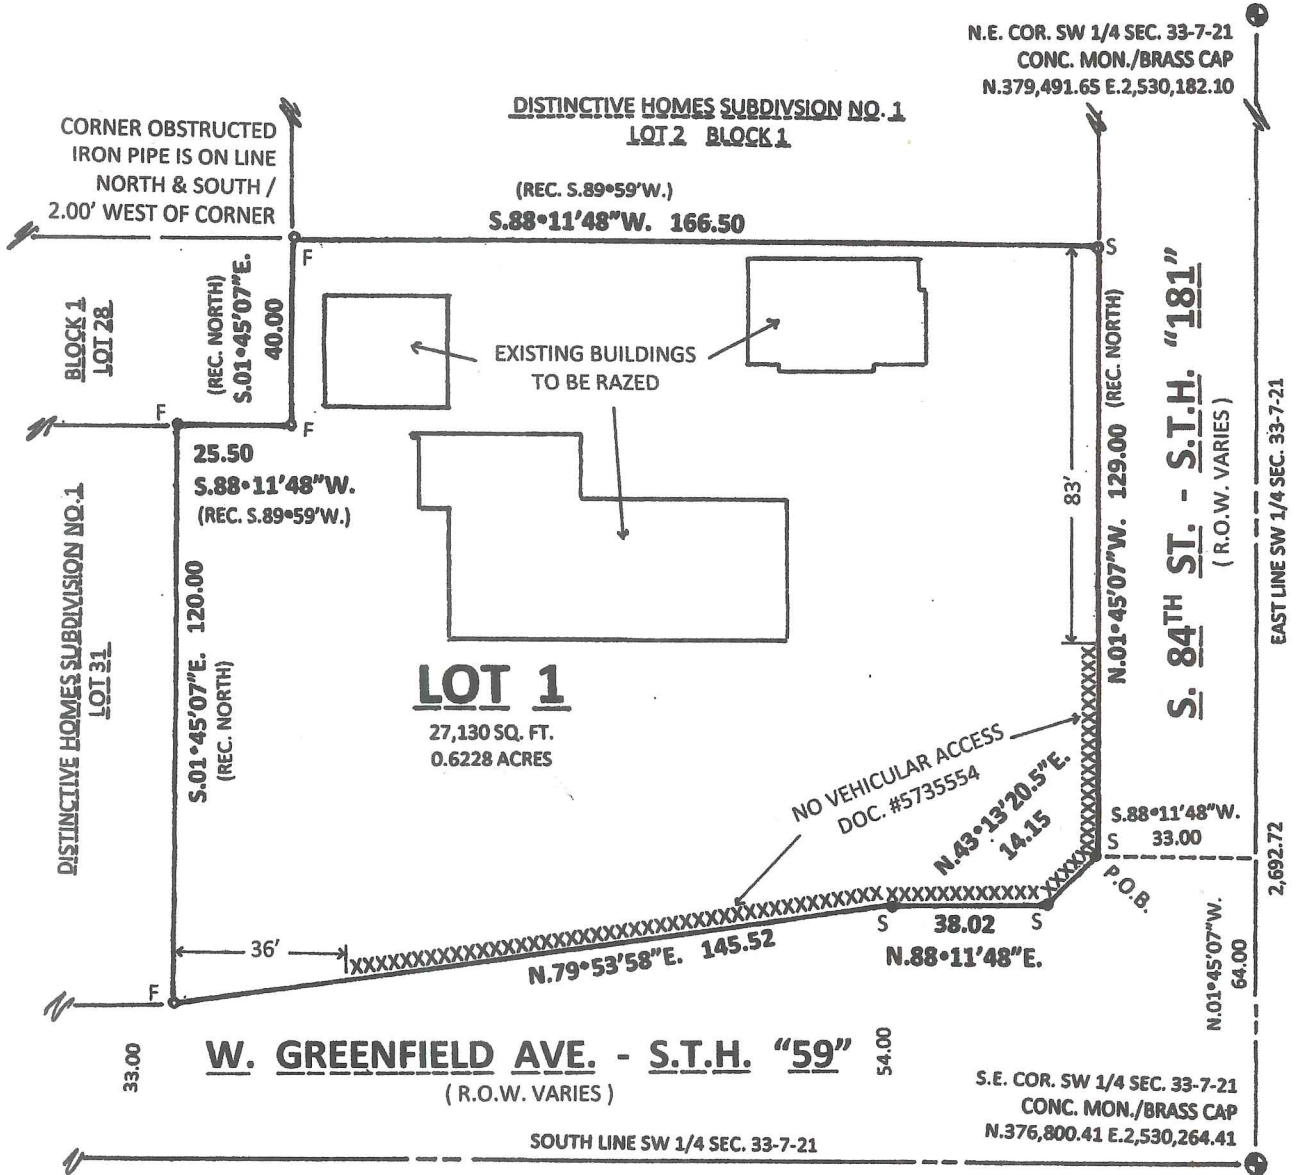 N.E. COR. SW 1/4 SEC. 33-7-21
CONC. MON./BRASS CAP
N.379,491.65 E.2,530,182.10
DISTINCTIVE HOMES SUBDIVSION NO. 1
LOT 2 BLOCK 1
CORNER OBSTRUCTED
IRON PIPE IS ON LINE
NORTH & SOUTH /
2.00' WEST OF CORNER
(REC. S.89•59'W.)
S.88•11'48"W. 166.50
F
S
BLOCK 1
LOT 28
(REC. NORTH)
S.01•45'07"E.
40.00
EXISTING BUILDINGS
TO BE RAZED
F
F
25.50
S.88•11'48"W.
(REC. S.89•59'W.)
83'
N.01•45'07"W. 129.00 (REC. NORTH)
S. 84TH ST. - S.T.H. "181"
( R.O.W. VARIES )
EAST LINE SW 1/4 SEC. 33-7-21
2,692.72
DISTINCTIVE HOMES SUBDIVISION NO.1
LOT 31
S.01•45'07"E. 120.00
(REC. NORTH)
LOT 1
27,130 SQ. FT.
0.6228 ACRES
NO VEHICULAR ACCESS
DOC. #5735554
N.43•13'20.5"E.
14.15
S.88•11'48"W.
33.00
S
P.O.B.
XXXXXXXXXXXXXXXXXX
XXXXXX
XXXXXXXXXXXXX
XXXXXXXXXXXXXXXXXXXXXXXXXXXXXXXXXXXXXXXXXXXXXX
S
38.02
S
N.88•11'48"E.
N.79•53'58"E. 145.52
36'
F
N.01•45'07"W.
64.00
33.00
W. GREENFIELD AVE. - S.T.H. "59"
( R.O.W. VARIES )
54.00
S.E. COR. SW 1/4 SEC. 33-7-21
CONC. MON./BRASS CAP
N.376,800.41 E.2,530,264.41
SOUTH LINE SW 1/4 SEC. 33-7-21